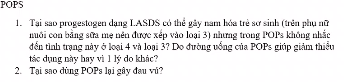 POPS
1. Tại sao progestogen dạng LASDS có thể gây nam hóa trẻ sơ sinh (trên phụ nữ
nuôi con bằng sữa mẹ nên được xếp vào loại 3) nhưng trong POPs không nhắc
đến tình trạng này ở loại 4 và loại 3? Do đường uống của POPs giúp giảm thiểu
tác dụng này hay vì 1 lý do khác?
2. Tại sao dùng POPs lại gây đau vú?